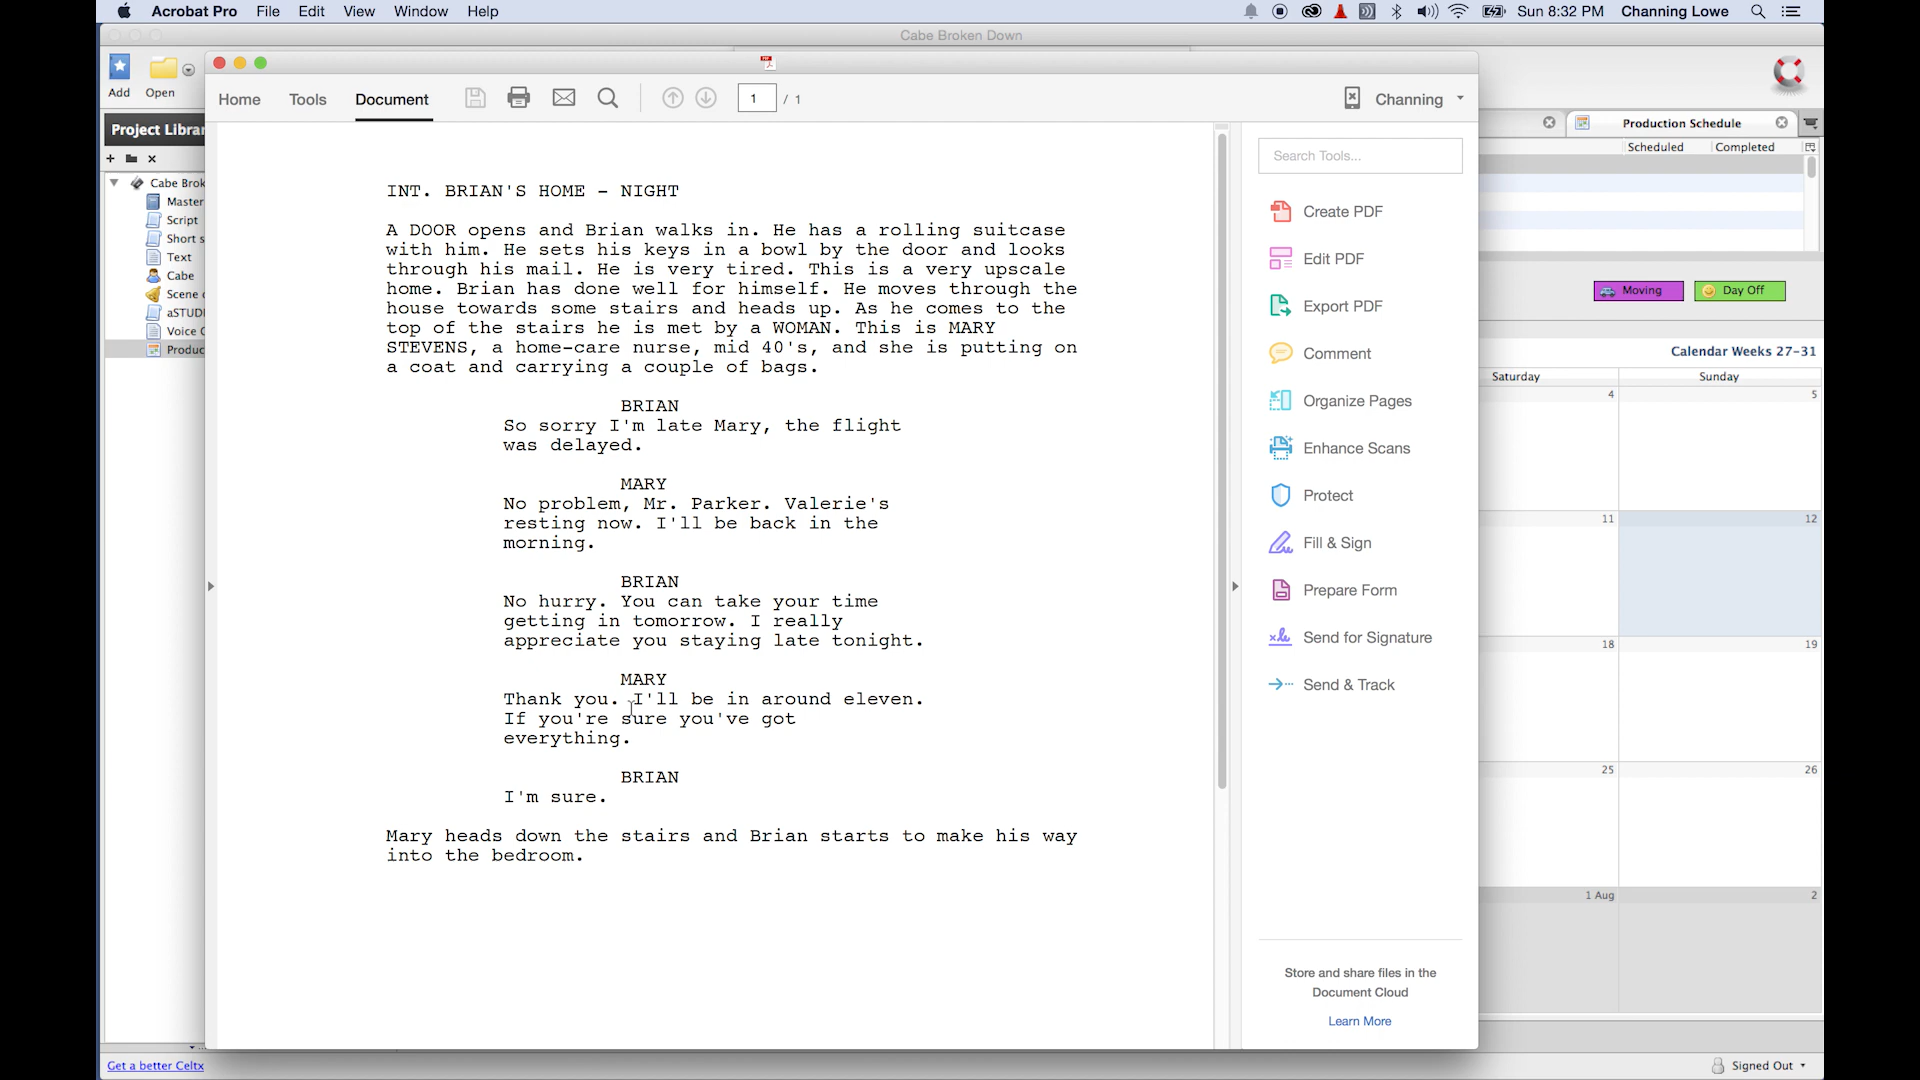 Acrobat Pro File Edit View Window Help
Sun 8:32 PM Channing Lowe
Cabe Broken Down
Add Open
Home Tools Document 1 / 1 Channing
Project Librar
Production Schedule
Scheduled Completed
Search Tools...
Cabe Brok
Master
Script
Short s
Text
Cabe
Scene
aSTUD
Voice
Produc
INT. BRIAN'S HOME - NIGHT
A DOOR opens and Brian walks in. He has a rolling suitcase
with him. He sets his keys in a bowl by the door and looks
through his mail. He is very tired. This is a very upscale
home. Brian has done well for himself. He moves through the
house towards some stairs and heads up. As he comes to the
top of the stairs he is met by a WOMAN. This is MARY
STEVENS, a home-care nurse, mid 40's, and she is putting on
a coat and carrying a couple of bags.
BRIAN
So sorry I'm late Mary, the flight
was delayed.
MARY
No problem, Mr. Parker. Valerie's
resting now. I'll be back in the
morning.
BRIAN
No hurry. You can take your time
getting in tomorrow. I really
appreciate you staying late tonight.
MARY
Thank you. I'll be in around eleven.
If you're sure you've got
everything.
BRIAN
I'm sure.
Mary heads down the stairs and Brian starts to make his way
into the bedroom.
Create PDF
Edit PDF
Export PDF
Comment
Organize Pages
Enhance Scans
Protect
Fill & Sign
Prepare Form
Send for Signature
Send & Track
Store and share files in the
Document Cloud
Learn More
Moving Day Off
Calendar Weeks 27-31
Saturday Sunday
4 5
11 12
18 19
25 26
1 Aug 2
Get a better Celtx
Signed Out